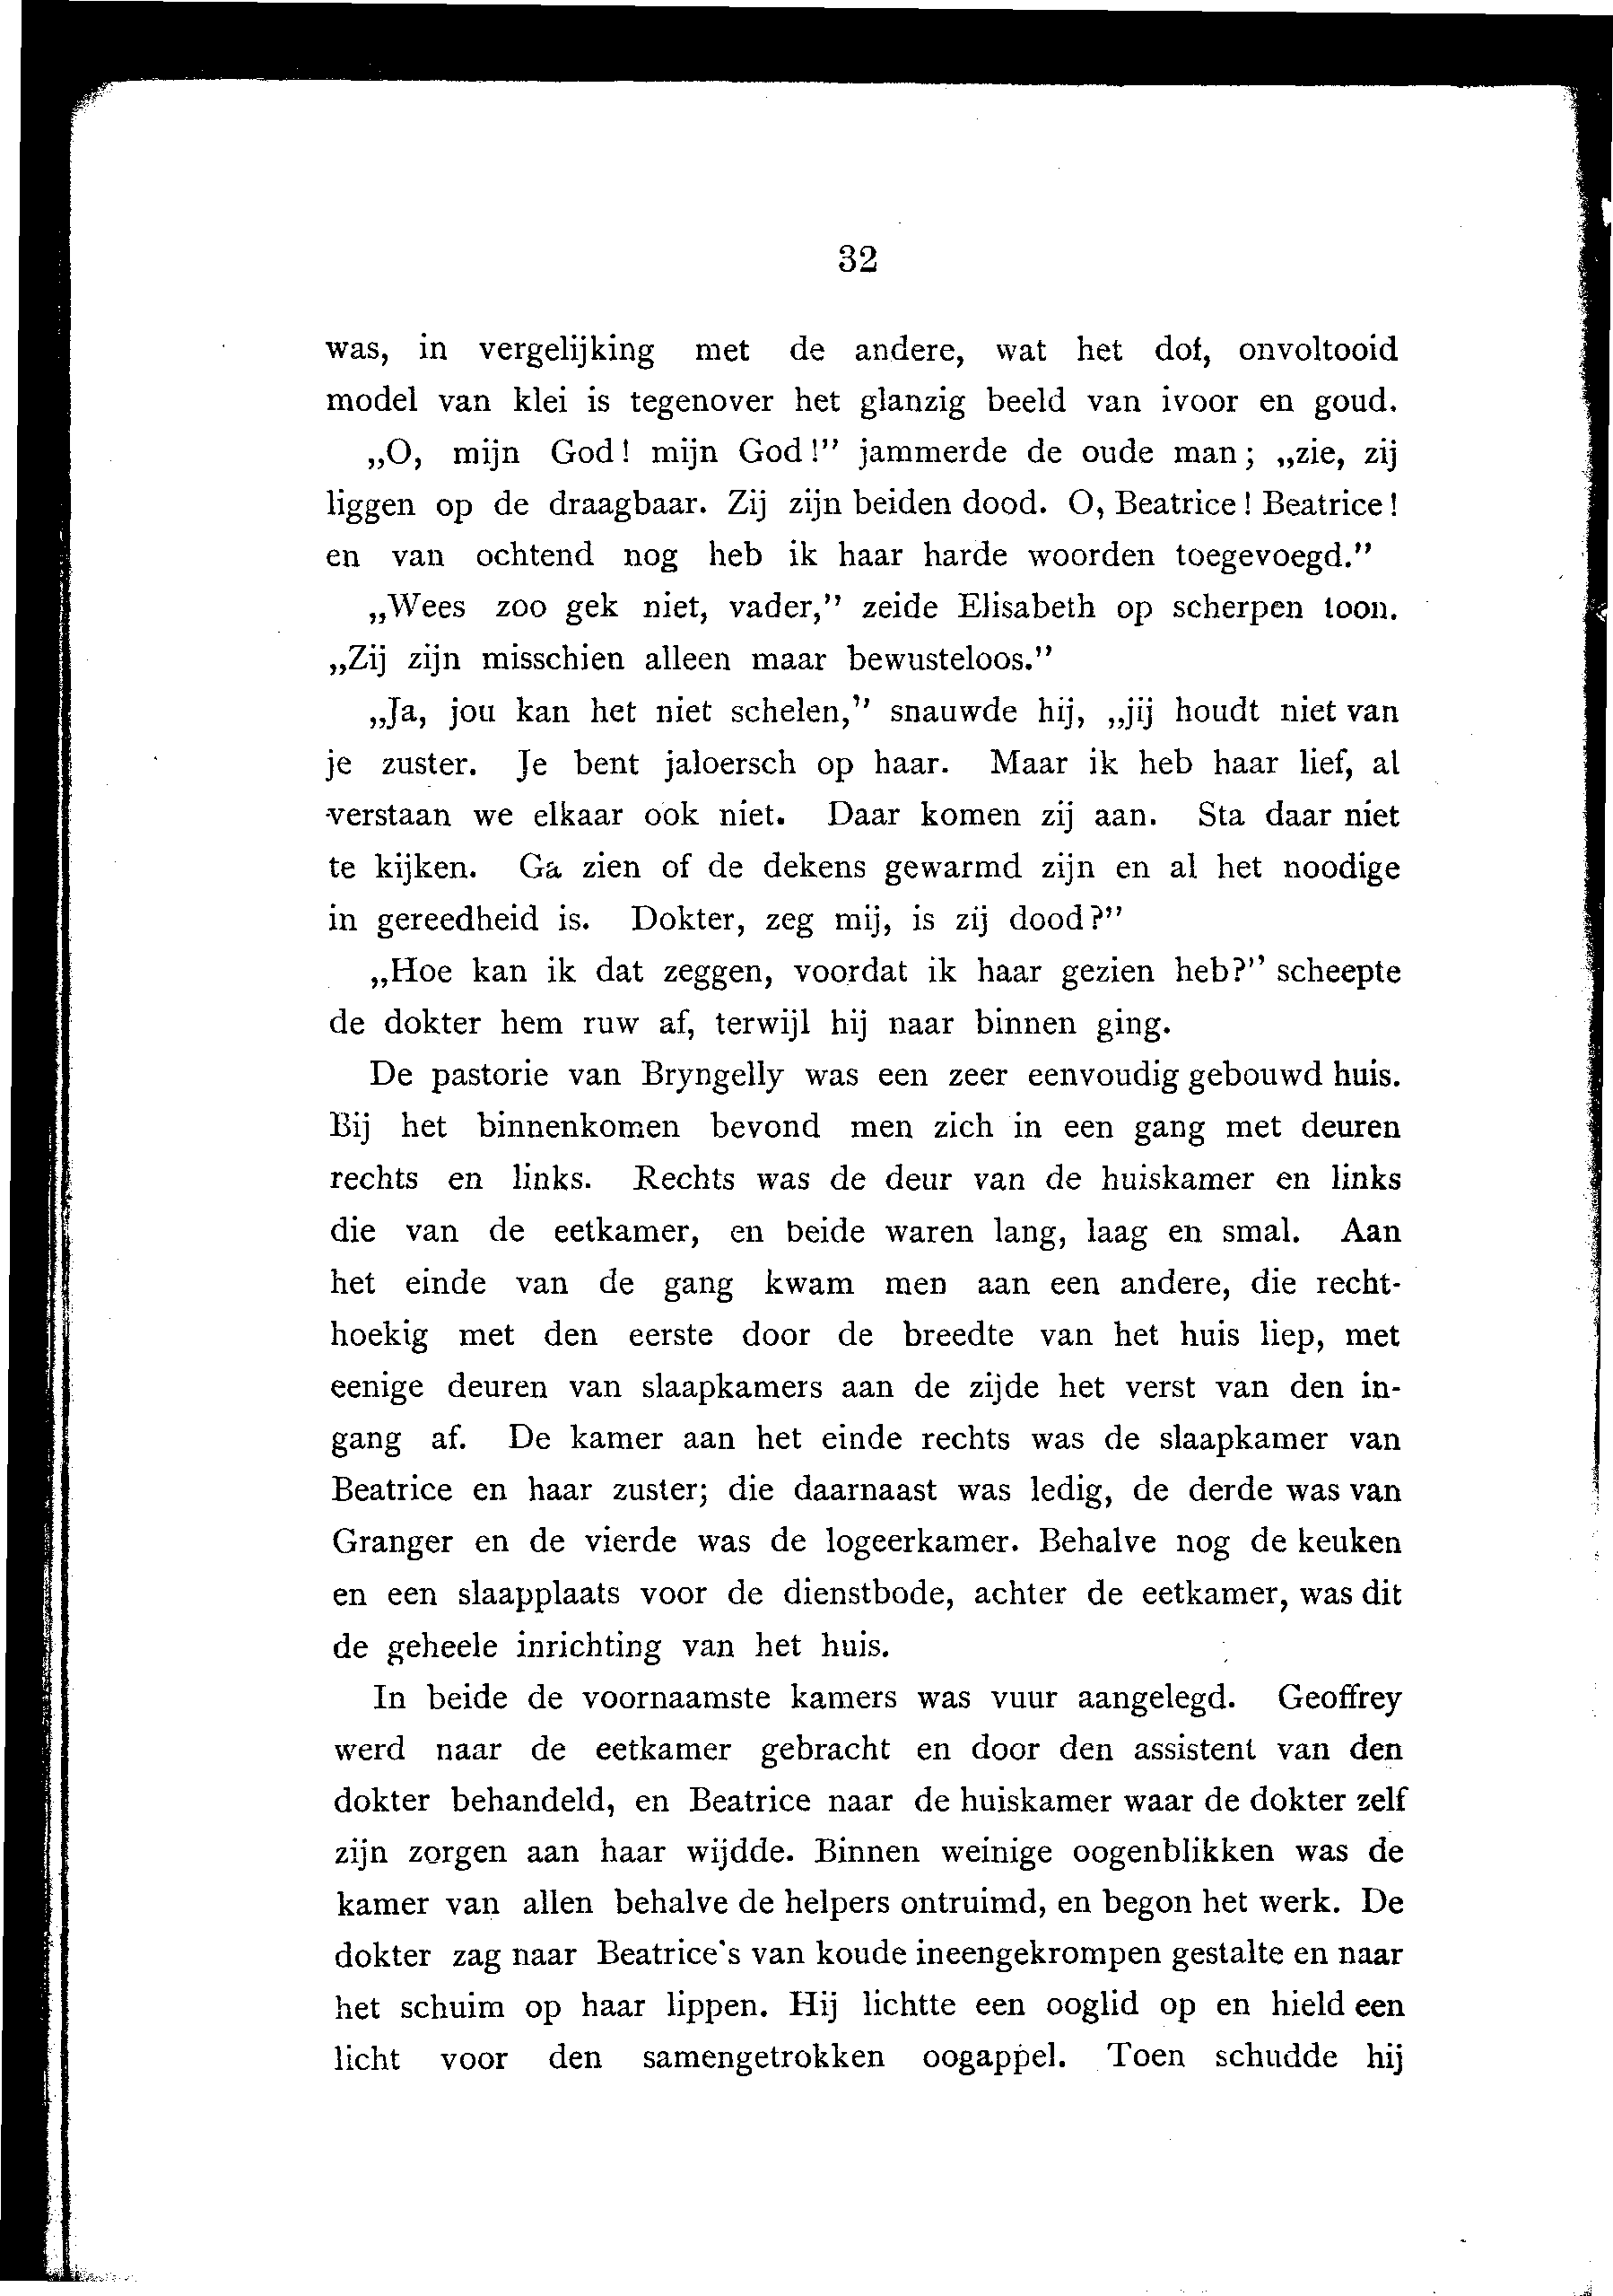 32
was, in vergelijking met de andere, wat het dof, onvoltooid
model van klei is tegenover het glanzig beeld van ivoor en goud.
„O, mijn God! mijn God!” jammerde de oude man; „zie, zij
liggen op de draagbaar. Zij zijn beiden dood. O, Beatrice! Beatrice!
en van ochtend nog heb ik haar harde woorden toegevoegd.”
„Wees zoo gek niet, vader,” zeide Elisabeth op scherpen toon.
„Zij zijn misschien alleen maar bewusteloos.”
„Ja, jou kan het niet schelen,” snauwde hij, „jij houdt niet van
je zuster. Je bent jaloersch op haar. Maar ik heb haar lief, al
verstaan we elkaar ook niet. Daar komen zij aan. Sta daar niet
te kijken. Ga zien of de dekens gewarmd zijn en al het noodige
in gereedheid is. Dokter, zeg mij, is zij dood?”
„Hoe kan ik dat zeggen, voordat ik haar gezien heb?” scheepte
de dokter hem ruw af, terwijl hij naar binnen ging.
De pastorie van Bryngelly was een zeer eenvoudig gebouwd huis.
Bij het binnenkomen bevond men zich in een gang met deuren
rechts en links. Rechts was de deur van de huiskamer en links
die van de eetkamer, en beide waren lang, laag en smal. Aan
het einde van de gang kwam men aan een andere, die recht-
hoekig met den eerste door de breedte van het huis liep, met
eenige deuren van slaapkamers aan de zijde het verst van den in-
gang af. De kamer aan het einde rechts was de slaapkamer van
Beatrice en haar zuster; die daarnaast was ledig, de derde was van
Granger en de vierde was de logeerkamer. Behalve nog de keuken
en een slaapplaats voor de dienstbode, achter de eetkamer, was dit
de geheele inrichting van het huis.
In beide de voornaamste kamers was vuur aangelegd. Geoffrey
werd naar de eetkamer gebracht en door den assistent van den
dokter behandeld, en Beatrice naar de huiskamer waar de dokter zelf
zijn zorgen aan haar wijdde. Binnen weinige oogenblikken was de
kamer van allen behalve de helpers ontruimd, en begon het werk. De
dokter zag naar Beatrice's van koude ineengekrompen gestalte en naar
het schuim op haar lippen. Hij lichtte een ooglid op en hield een
licht voor den samengetrokken oogappel. Toen schudde hij